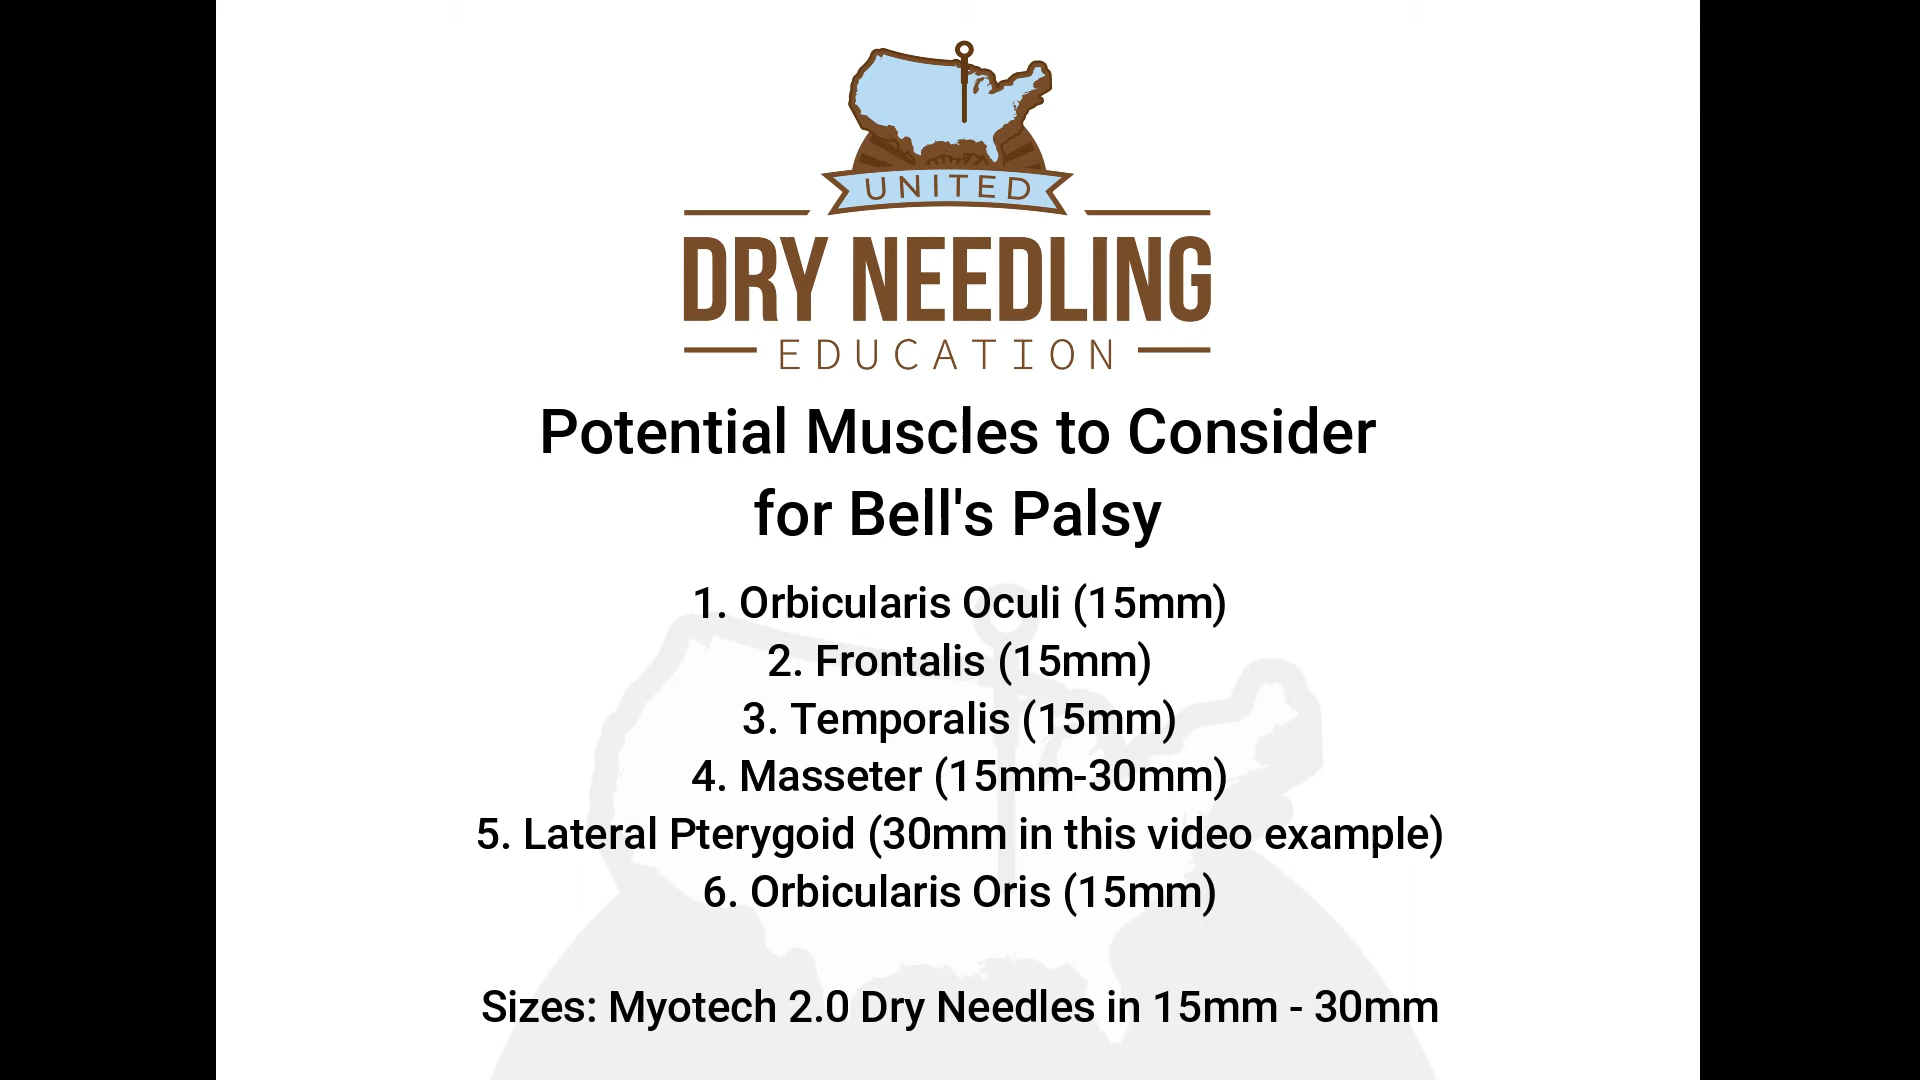 UNITED
DRY NEEDLING
EDUCATION
Potential Muscles to Consider
for Bell's Palsy
1. Orbicularis Oculi (15mm)
2. Frontalis (15mm)
3. Temporalis (15mm)
4. Masseter (15mm-30mm)
5. Lateral Pterygoid (30mm in this video example)
6. Orbicularis Oris (15mm)
Sizes: Myotech 2.0 Dry Needles in 15mm - 30mm